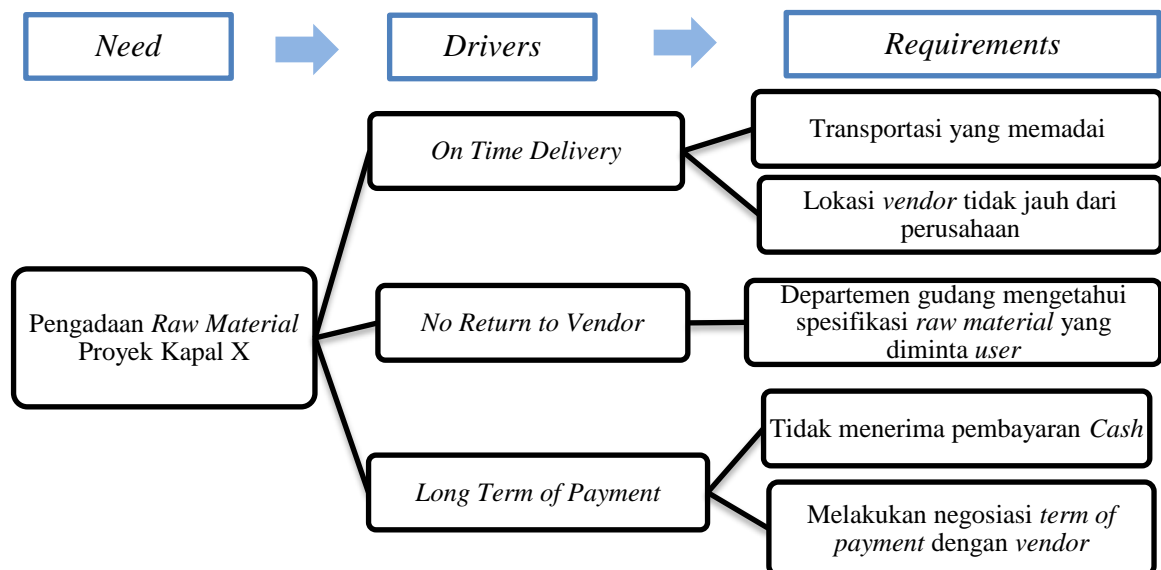 Need
Drivers
Requirements
On Time Delivery
Transportasi yang memadai
Lokasi vendor tidak jauh dari
perusahaan
Pengadaan Raw Material
Proyek Kapal X
No Return to Vendor
Departemen gudang mengetahui
spesifikasi raw material yang
diminta user
Long Term of Payment
Tidak menerima pembayaran Cash
Melakukan negosiasi term of
payment dengan vendor